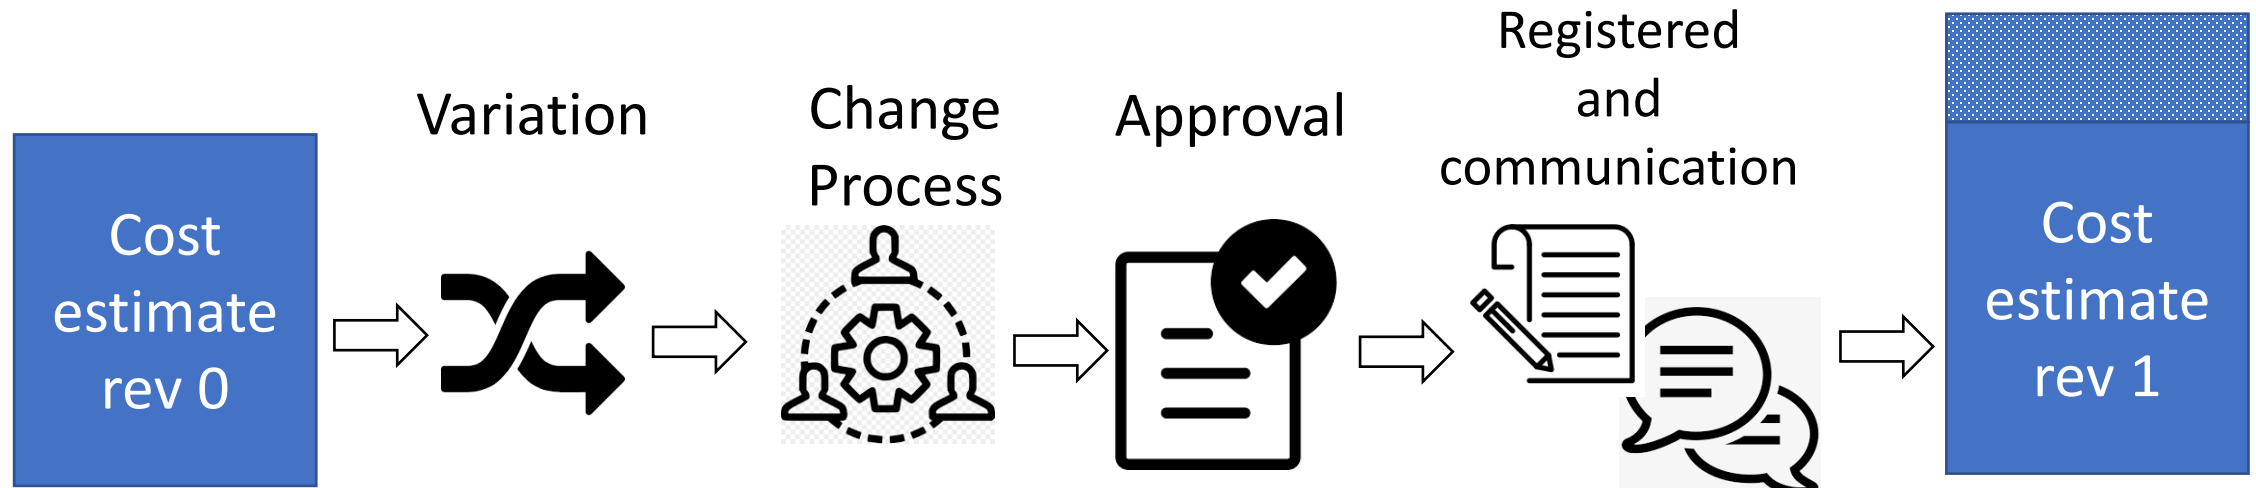 Cost
estimate
rev 0
Variation
Change
Process
Approval
Registered
and
communication
Cost
estimate
rev 1